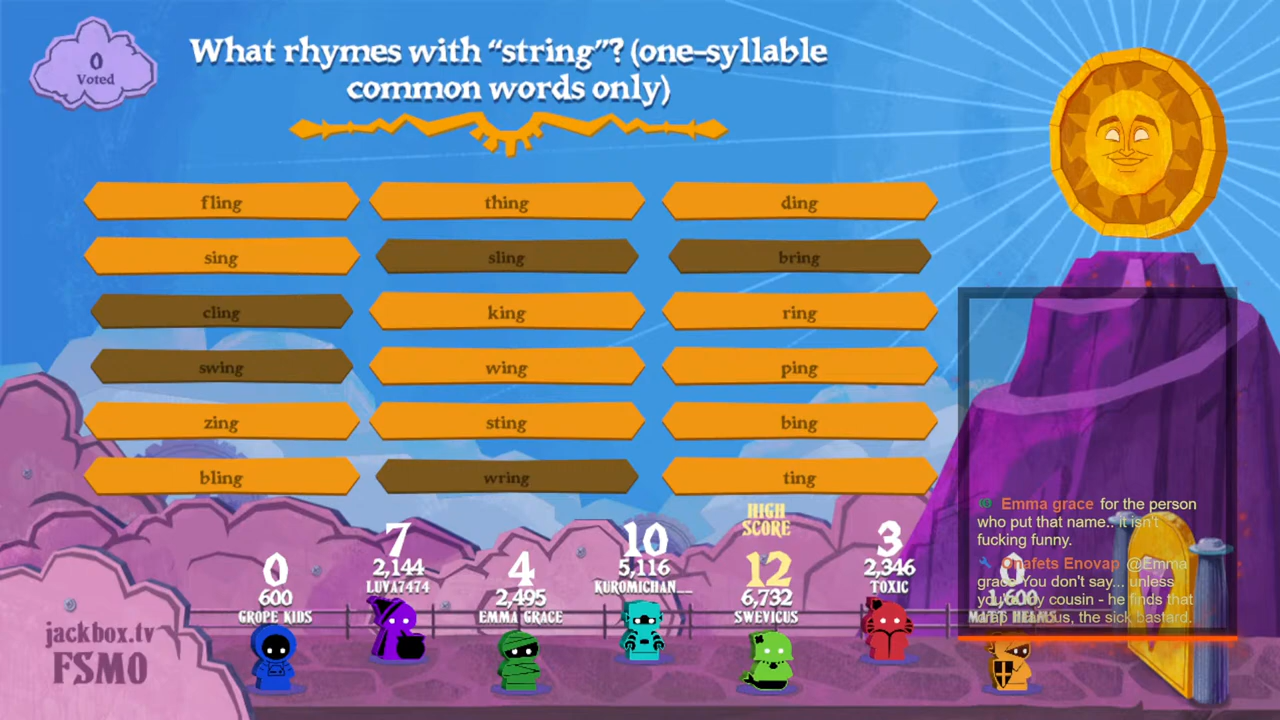 0
Voted
What rhymes with “string”? (one-syllable
common words only)
fling
thing
ding
sing
sling
bring
cling
king
ring
swing
wing
ping
zing
sting
bing
bling
wring
ting
jackbox.tv
FSMO
0
600
GROPE KIDS
7
2,144
LUVA7474
4
2,495
EMMA GRACE
10
5,116
KUROMICHAN__
HIGH
SCORE
12
6,732
SWEVICUS
3
2,346
TOXIC
0
1,600
Emma grace for the person
who put that name.. it isn't
fucking funny.
Onafets Enovap @Emma
grace You don't say... unless
cousin - he finds that
the sick bastard.